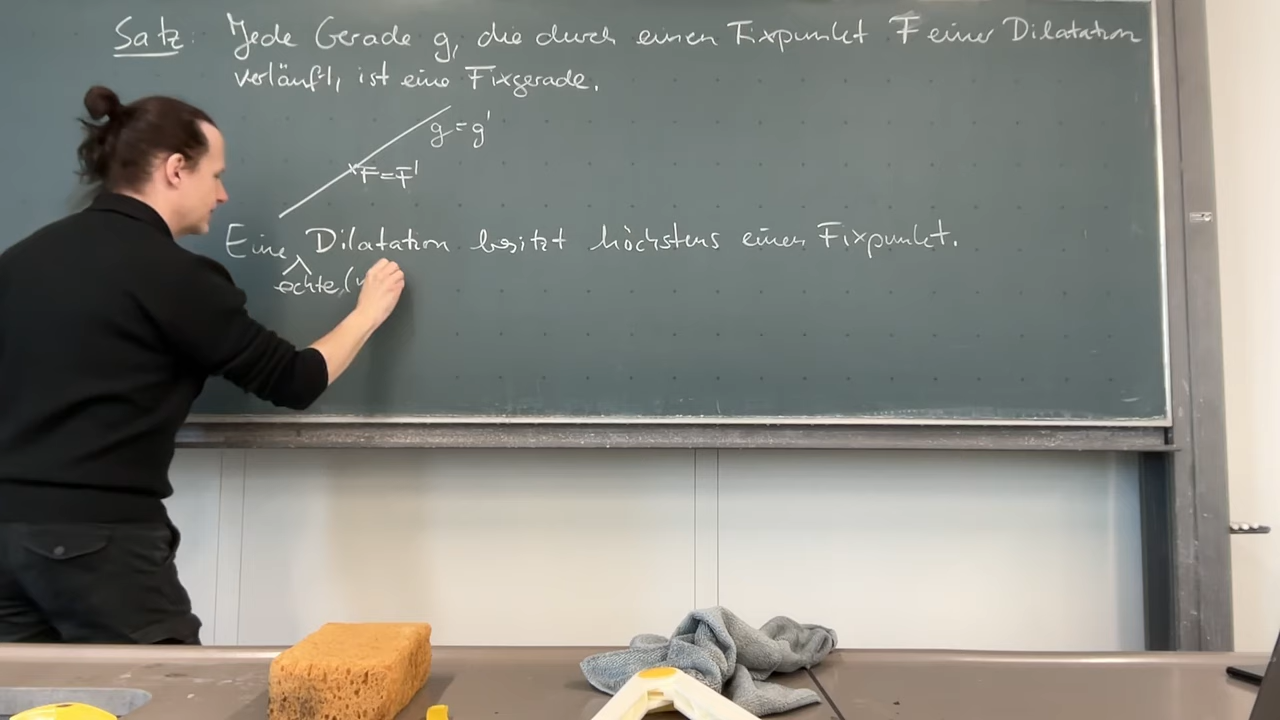 Satz: Jede Gerade g, die durch einen Fixpunkt F einer Dilatation
verläuft, ist eine Fixgerade.
g=g'
F=F'
Eine Dilatation besitzt höchstens einen Fixpunkt.
echte (